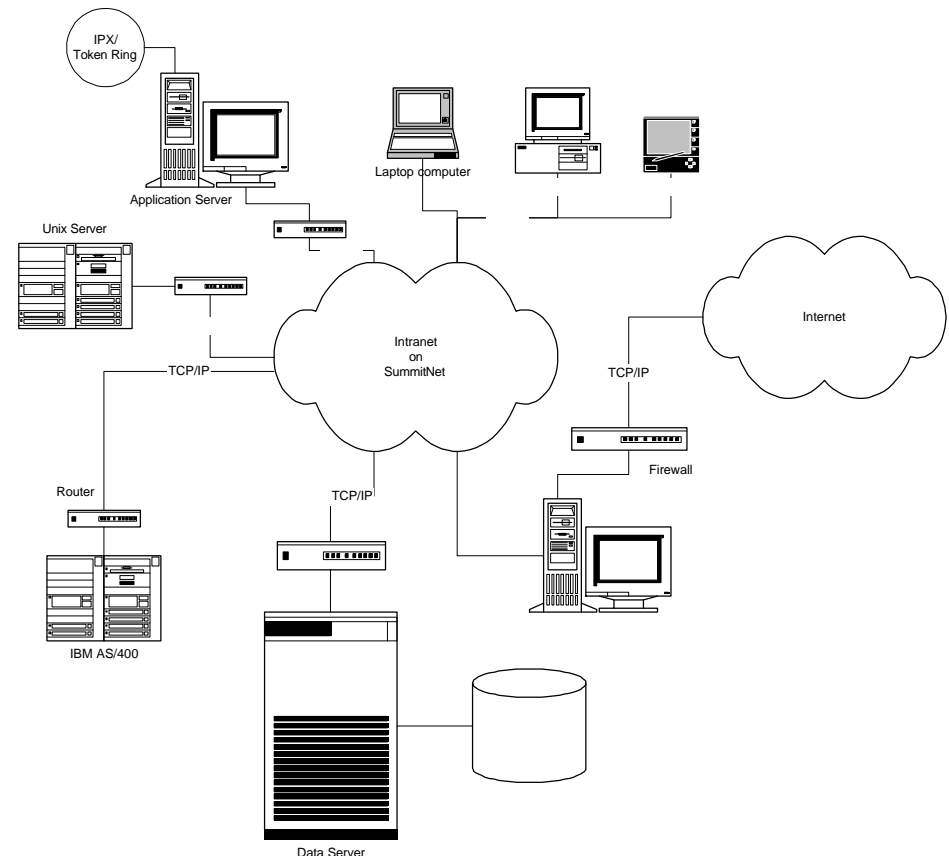 IPX/
Token Ring
Application Server
Laptop computer
Unix Server
Internet
Intranet
on
SummitNet
TCP/IP
TCP/IP
Firewall
Router
TCP/IP
IBM AS/400
Data Server